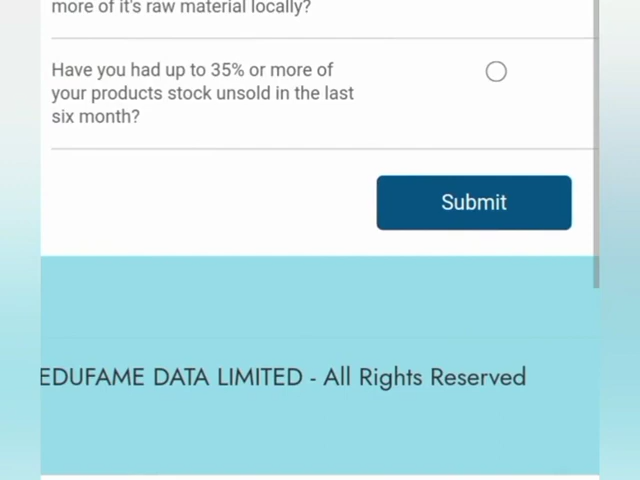 more of it's raw material locally?
Have you had up to 35% or more of
your products stock unsold in the last
six month?
Submit
EDUFAME DATA LIMITED - All Rights Reserved